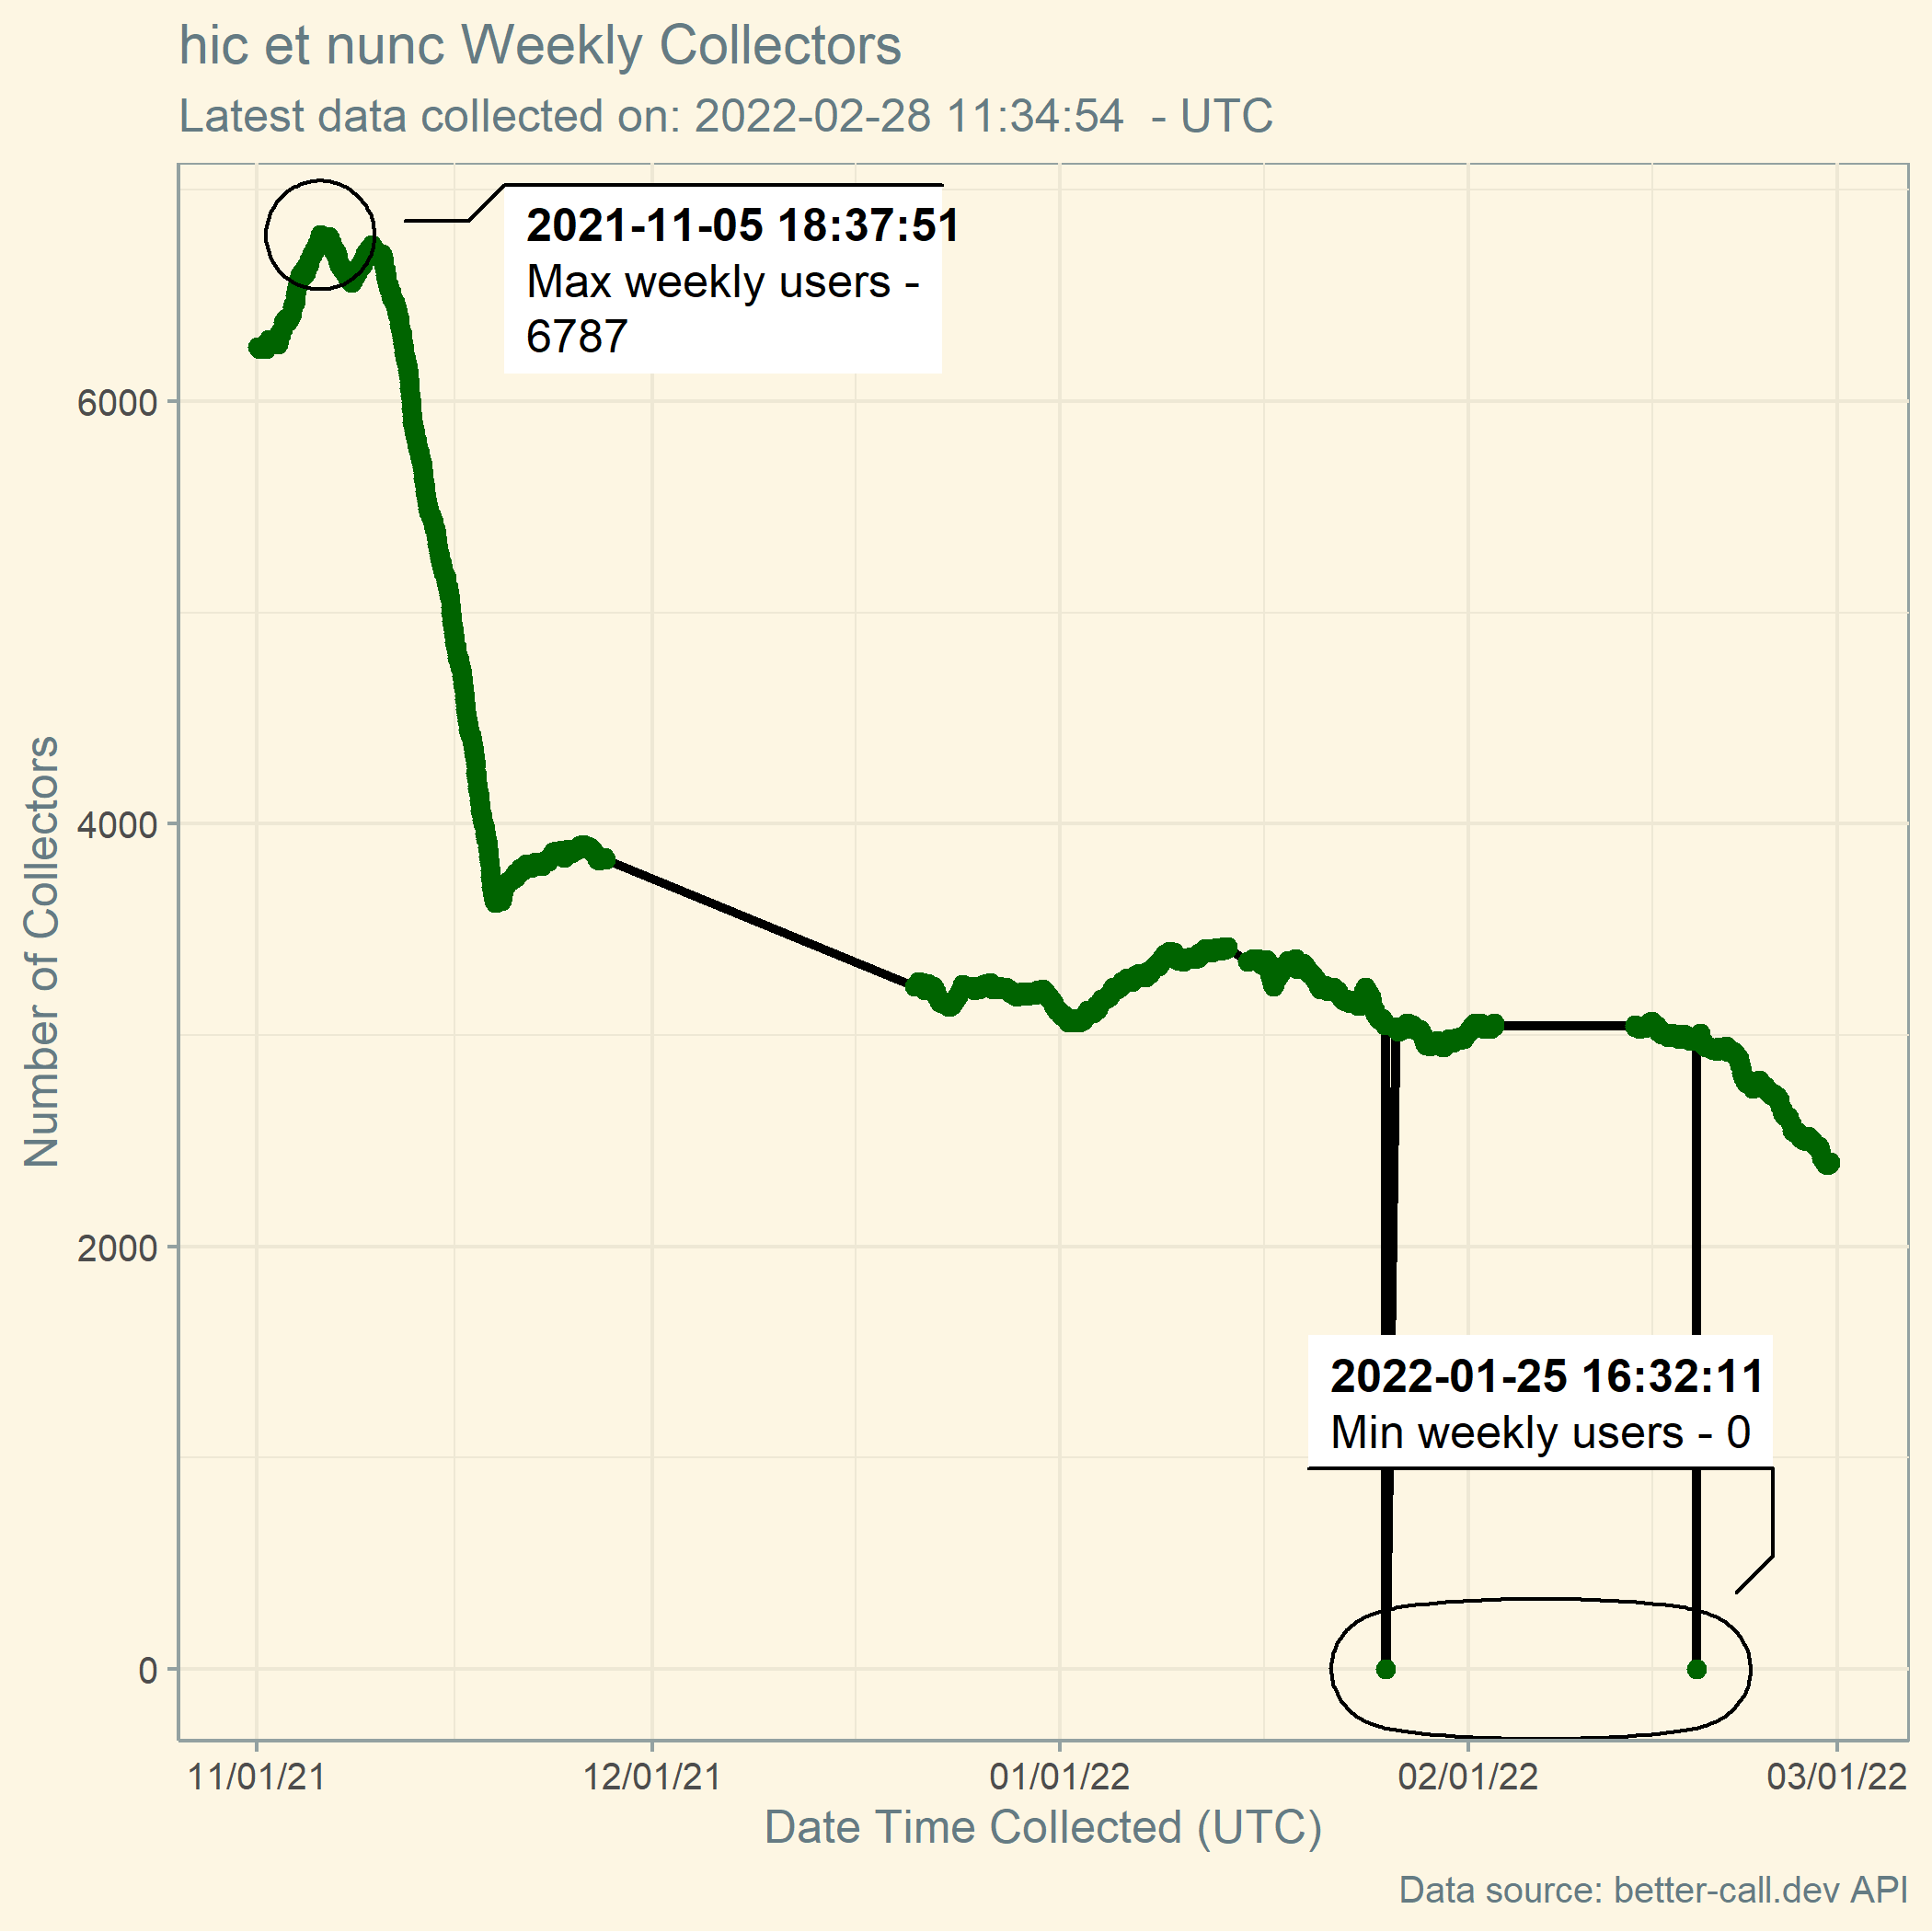 hic et nunc Weekly Collectors
Latest data collected on: 2022-02-28 11:34:54  - UTC
2021-11-05 18:37:51
Max weekly users -
6787
6000
4000
2000
0
Number of Collectors
2022-01-25 16:32:11
Min weekly users - 0
11/01/21 12/01/21 01/01/22 02/01/22 03/01/22
Date Time Collected (UTC)
Data source: better-call.dev API